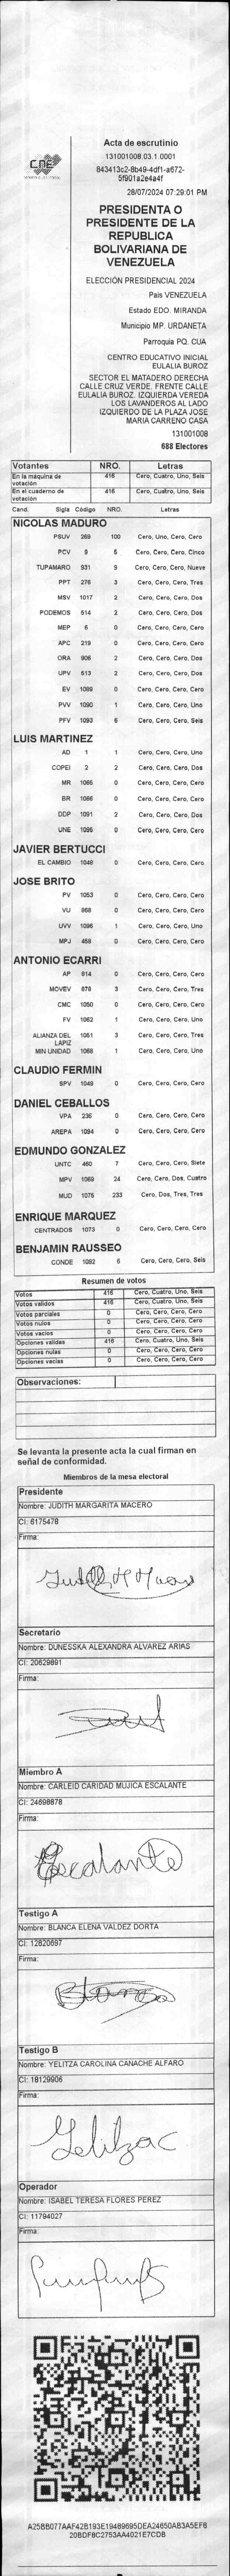 Acta de escrutinio
CNE
131001008.03.1.0001
843413c2-8b49-4df1-a672-
5f901a2e4a4f
28/07/2024 07:29:01 PM
PRESIDENTA O
PRESIDENTE DE LA
REPUBLICA
BOLIVARIANA DE
VENEZUELA
ELECCIÓN PRESIDENCIAL 2024
Pais VENEZUELA
Estado EDO. MIRANDA
Municipio MP. URDANETA
Parroquia PQ. CUA
CENTRO EDUCATIVO INICIAL
EULALIA BUROZ
SECTOR EL MATADERO DERECHA
CALLE CRUZ VERDE. FRENTE CALLE
EULALIA BUROZ. IZQUIERDA VEREDA
LOS LAVANDEROS AL LADO
IZQUIERDO DE LA PLAZA JOSE
MARIA CARRENO CASA
131001008
688 Electores
Votantes NRO. Letras
En la máquina de votación 416 Cero, Cuatro, Uno, Seis
En el cuaderno de votación 416 Cero, Cuatro, Uno, Seis
Cand. Sigla Código NRO. Letras
NICOLAS MADURO
PSUV 269 100 Cero, Uno, Cero, Cero
PCV 9 5 Cero, Cero, Cero, Cinco
TUPAMARO 931 9 Cero, Cero, Cero, Nueve
PPT 276 3 Cero, Cero, Cero, Tres
MSV 1017 2 Cero, Cero, Cero, Dos
PODEMOS 514 2 Cero, Cero, Cero, Dos
MEP 6 0 Cero, Cero, Cero, Cero
APC 219 0 Cero, Cero, Cero, Cero
ORA 906 2 Cero, Cero, Cero, Dos
UPV 513 2 Cero, Cero, Cero, Dos
EV 1089 0 Cero, Cero, Cero, Cero
PVV 1090 1 Cero, Cero, Cero, Uno
PFV 1093 6 Cero, Cero, Cero, Seis
LUIS MARTINEZ
AD 1 1 Cero, Cero, Cero, Uno
COPEI 2 2 Cero, Cero, Cero, Dos
MR 1065 0 Cero, Cero, Cero, Cero
BR 1066 0 Cero, Cero, Cero, Cero
DDP 1091 2 Cero, Cero, Cero, Dos
UNE 1095 0 Cero, Cero, Cero, Cero
JAVIER BERTUCCI
EL CAMBIO 1048 0 Cero, Cero, Cero, Cero
JOSE BRITO
PV 1053 0 Cero, Cero, Cero, Cero
VU 868 0 Cero, Cero, Cero, Cero
UVV 1096 1 Cero, Cero, Cero, Uno
MPJ 458 0 Cero, Cero, Cero, Cero
ANTONIO ECARRI
AP 914 0 Cero, Cero, Cero, Cero
MOVEV 878 3 Cero, Cero, Cero, Tres
CMC 1050 0 Cero, Cero, Cero, Cero
FV 1062 1 Cero, Cero, Cero, Uno
ALIANZA DEL LAPIZ 1051 3 Cero, Cero, Cero, Tres
MIN UNIDAD 1068 1 Cero, Cero, Cero, Uno
CLAUDIO FERMIN
SPV 1049 0 Cero, Cero, Cero, Cero
DANIEL CEBALLOS
VPA 236 0 Cero, Cero, Cero, Cero
AREPA 1094 0 Cero, Cero, Cero, Cero
EDMUNDO GONZALEZ
UNTC 460 7 Cero, Cero, Cero, Siete
MPV 1069 24 Cero, Cero, Dos, Cuatro
MUD 1075 233 Cero, Dos, Tres, Tres
ENRIQUE MARQUEZ
CENTRADOS 1073 0 Cero, Cero, Cero, Cero
BENJAMIN RAUSSEO
CONDE 1092 6 Cero, Cero, Cero, Seis
Resumen de votos
Votos 416 Cero, Cuatro, Uno, Seis
Votos validos 416 Cero, Cuatro, Uno, Seis
Votos parciales 0 Cero, Cero, Cero, Cero
Votos nulos 0 Cero, Cero, Cero, Cero
Votos vacios 0 Cero, Cero, Cero, Cero
Opciones validas 416 Cero, Cuatro, Uno, Seis
Opciones nulas 0 Cero, Cero, Cero, Cero
Opciones vacias 0 Cero, Cero, Cero, Cero
Observaciones:
Se levanta la presente acta la cual firman en
señal de conformidad.
Miembros de la mesa electoral
Presidente
Nombre: JUDITH MARGARITA MACERO
CI: 6175478
Firma:
Secretario
Nombre: DUNESSKA ALEXANDRA ALVAREZ ARIAS
CI: 20629891
Firma:
Miembro A
Nombre: CARLEID CARIDAD MUJICA ESCALANTE
CI: 24698878
Firma:
Escalante
Testigo A
Nombre: BLANCA ELENA VALDEZ DORTA
CI: 12820697
Firma:
Testigo B
Nombre: YELITZA CAROLINA CANACHE ALFARO
CI: 18129906
Firma:
Operador
Nombre: ISABEL TERESA FLORES PEREZ
CI: 11794027
Firma:
A25BB077AAF42B193E19489695DEA24650AB3A5EF8
20BDF8C2753AA4021E7CDB